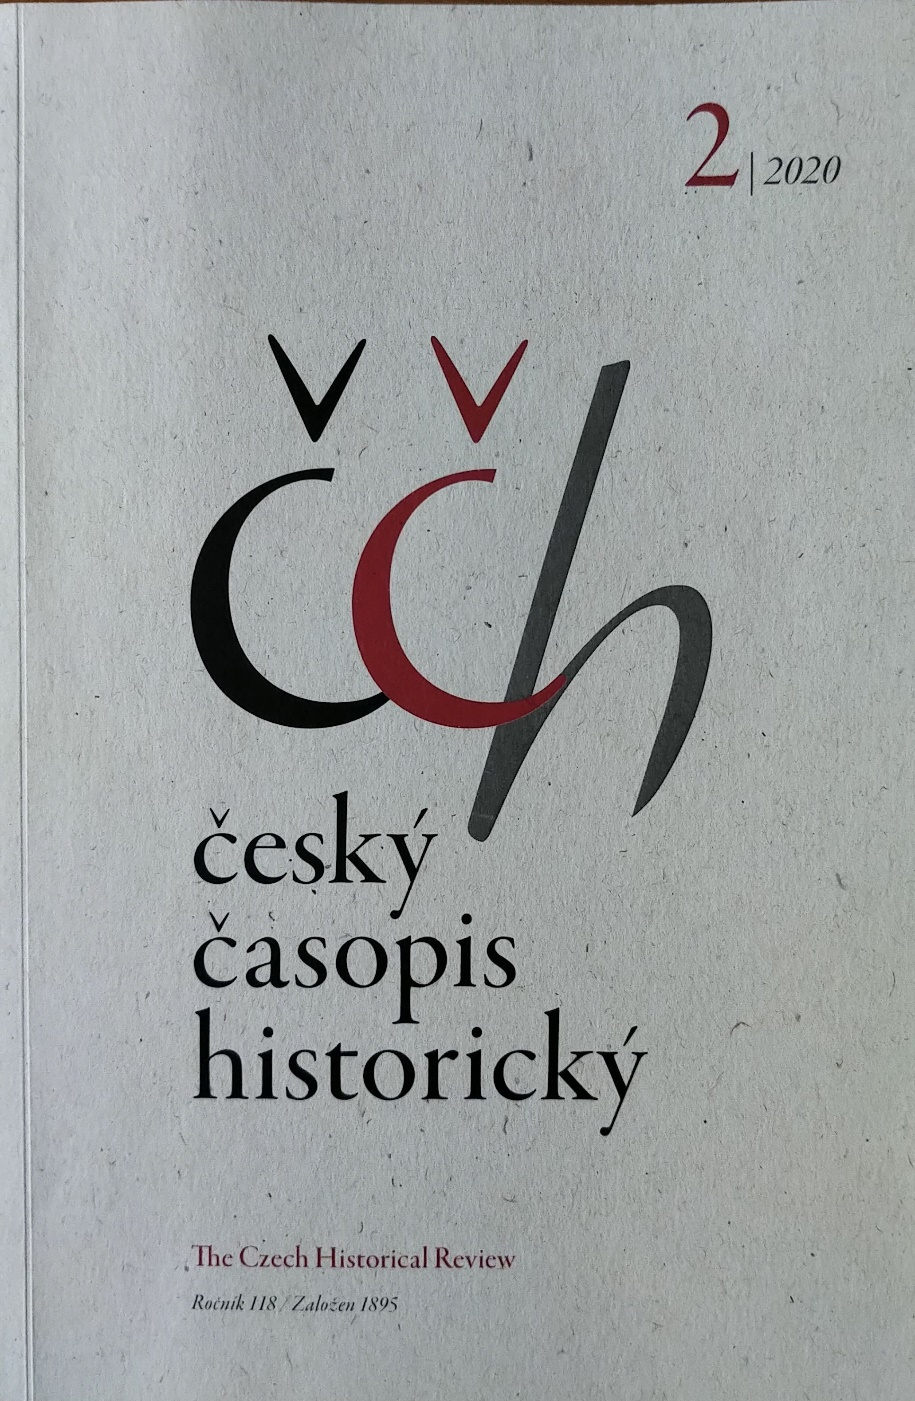 2 | 2020
čČh
český
časopis
historický
The Czech Historical Review
Ročník 118 / Založen 1895